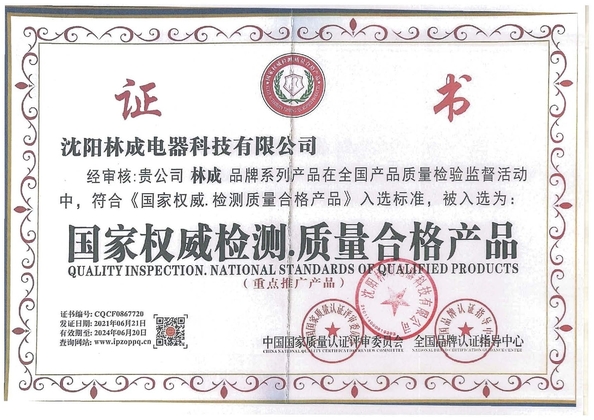 证 书
沈阳林成电器科技有限公司
经审核:贵公司 林成 品牌系列产品在全国产品质量检验监督活动
中，符合《国家权威.检测质量合格产品》入选标准，被入选为：
国家权威检测.质量合格产品
QUALITY INSPECTION. NATIONAL STANDARDS OF QUALIFIED PRODUCTS
（重点推广产品）
证书编号: CQCF0867720
发证日期: 2021年06月21日
有效期至: 2024年06月20日
查询网站: www.ipzoppq.cn
中国国家质量认证评审委员会
CHINA NATIONAL QUALITY CERTIFICATION REVIEW COMMITTEE
全国品牌认证指导中心